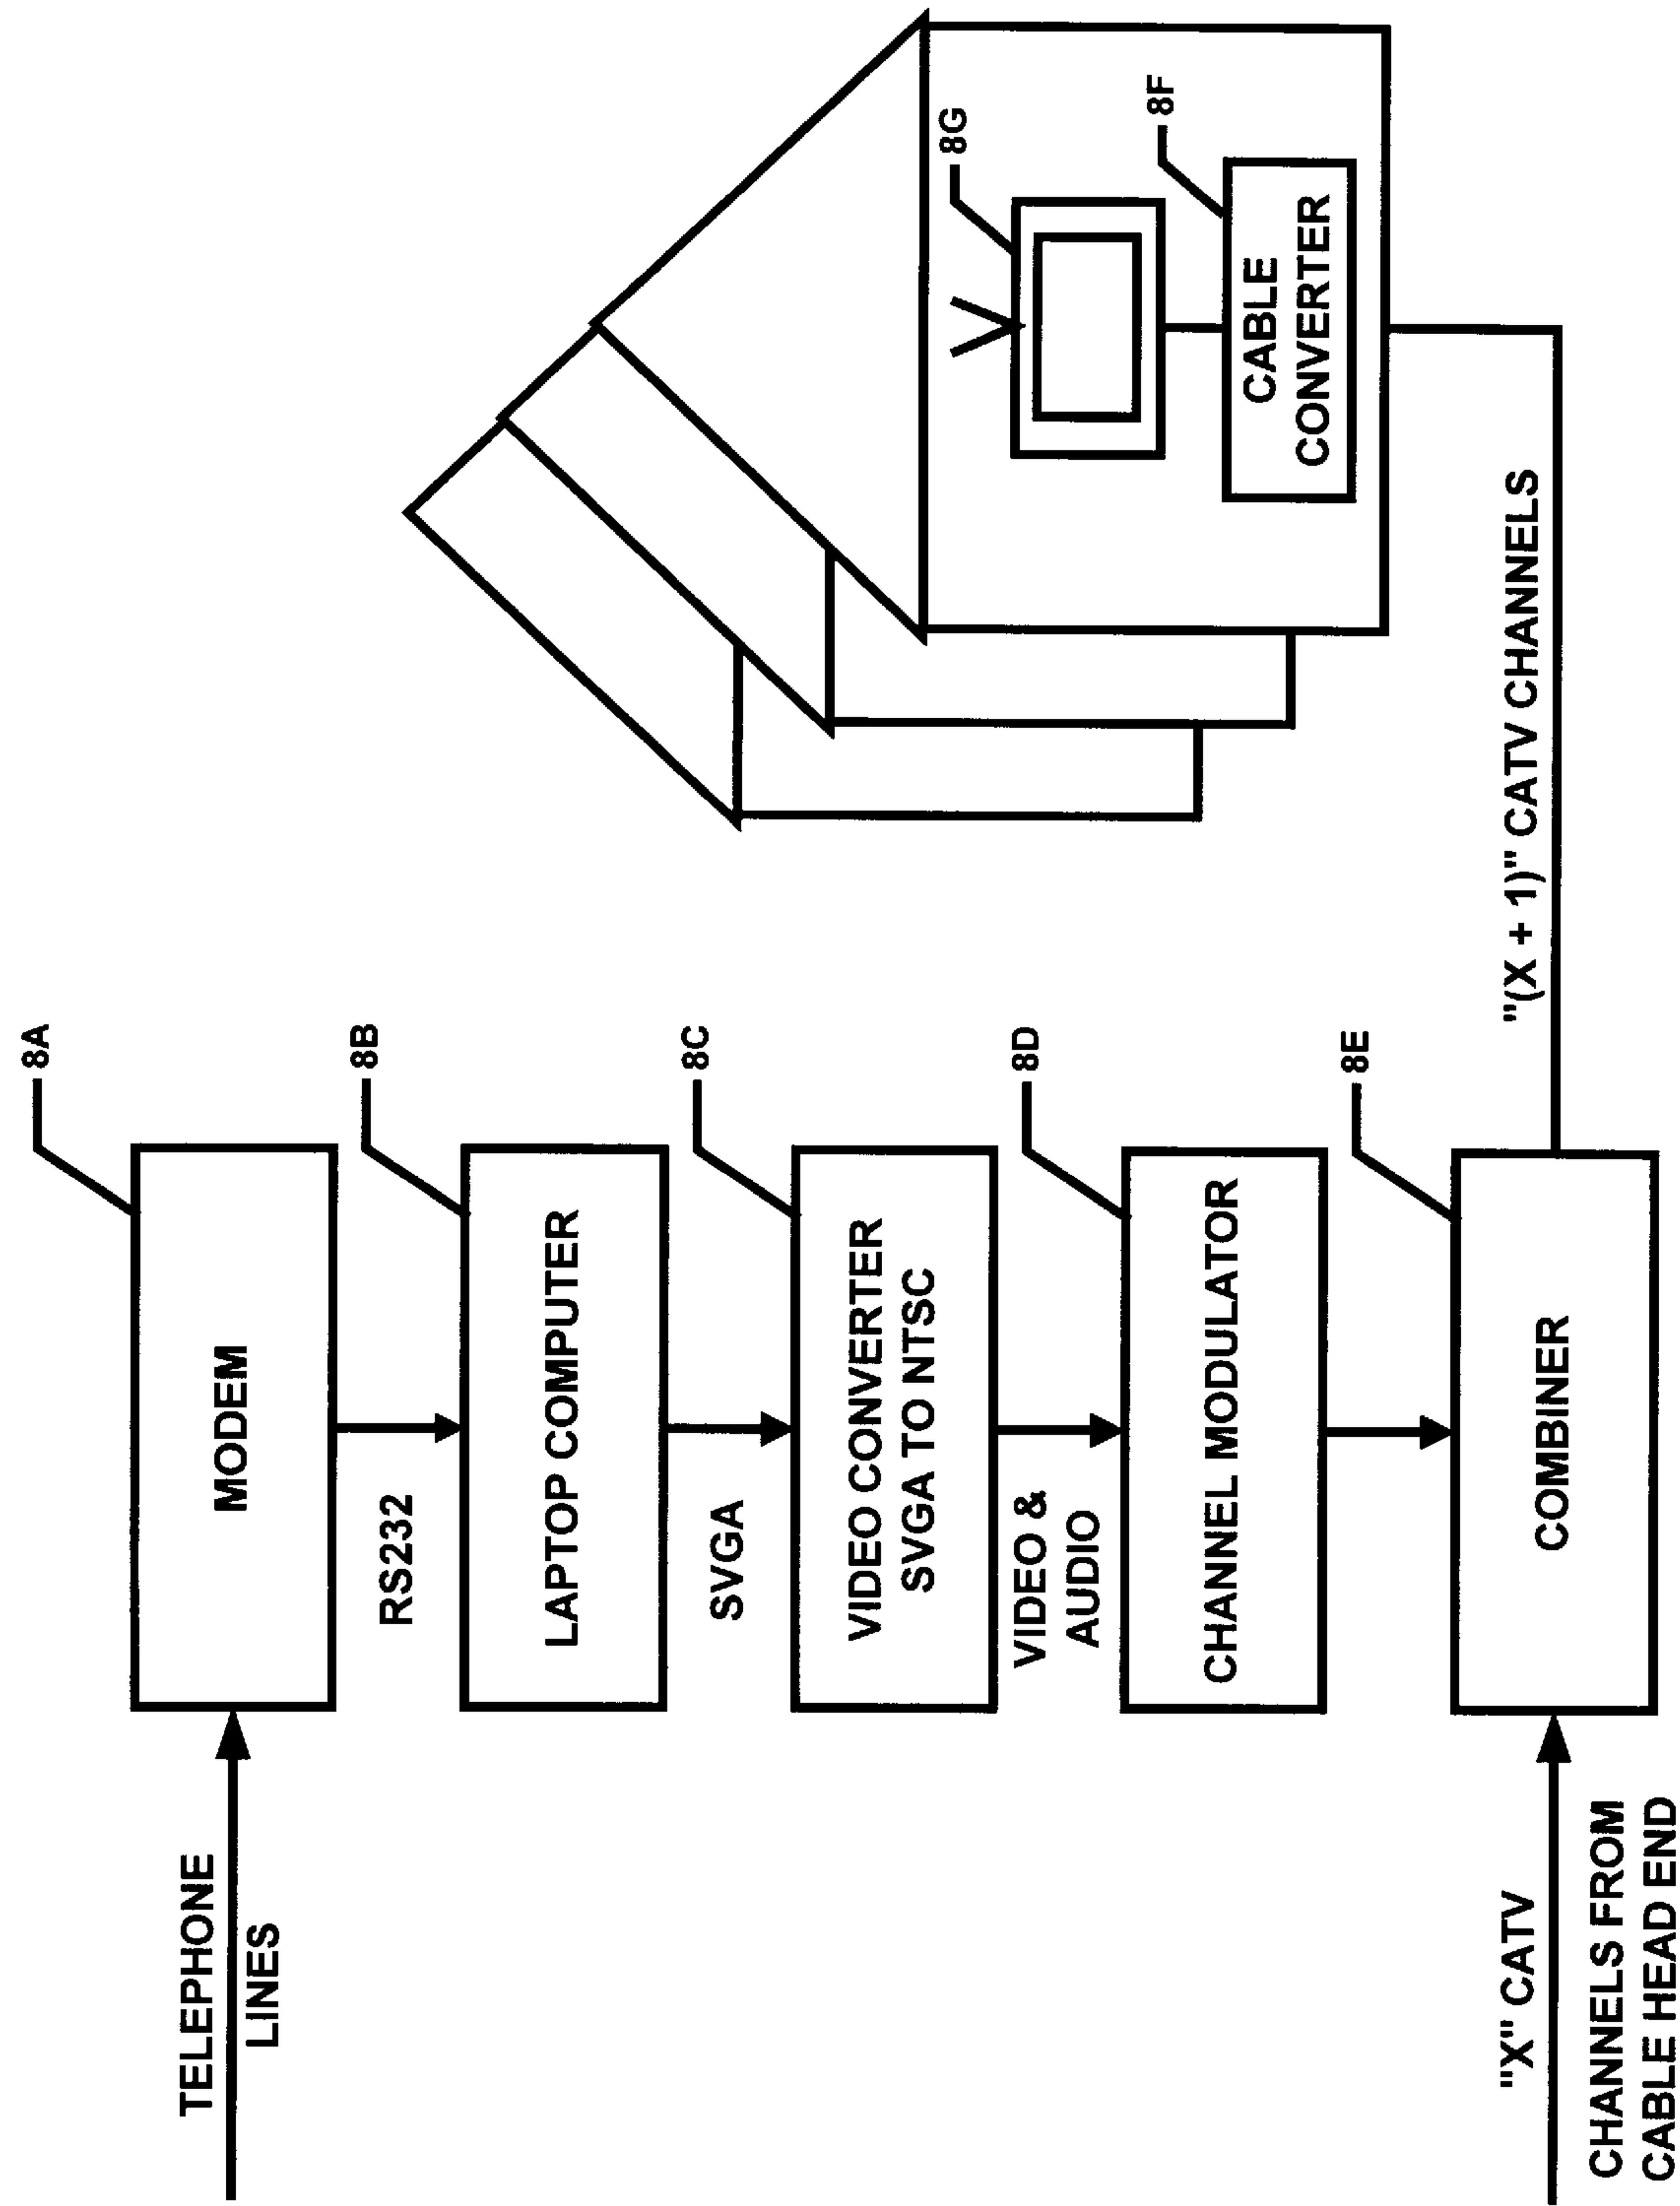 TELEPHONE
LINES
MODEM
8A
RS232
LAPTOP COMPUTER
8B
SVGA
VIDEO CONVERTER
SVGA TO NTSC
8C
VIDEO &
AUDIO
CHANNEL MODULATOR
8D
"X" CATV
CHANNELS FROM
CABLE HEAD END
COMBINER
8E
"(X + 1)" CATV CHANNELS
8G
CABLE
CONVERTER
8F